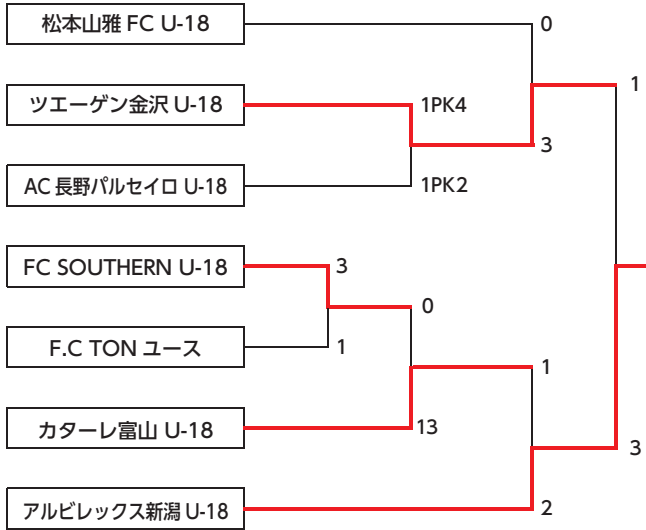 松本山雅 FC U-18
0
1
ツエーゲン金沢 U-18
1PK4
3
AC 長野パルセイロ U-18
1PK2
FC SOUTHERN U-18
3
0
F.C TON ユース
1
1
カターレ富山 U-18
13
3
アルビレックス新潟 U-18
2